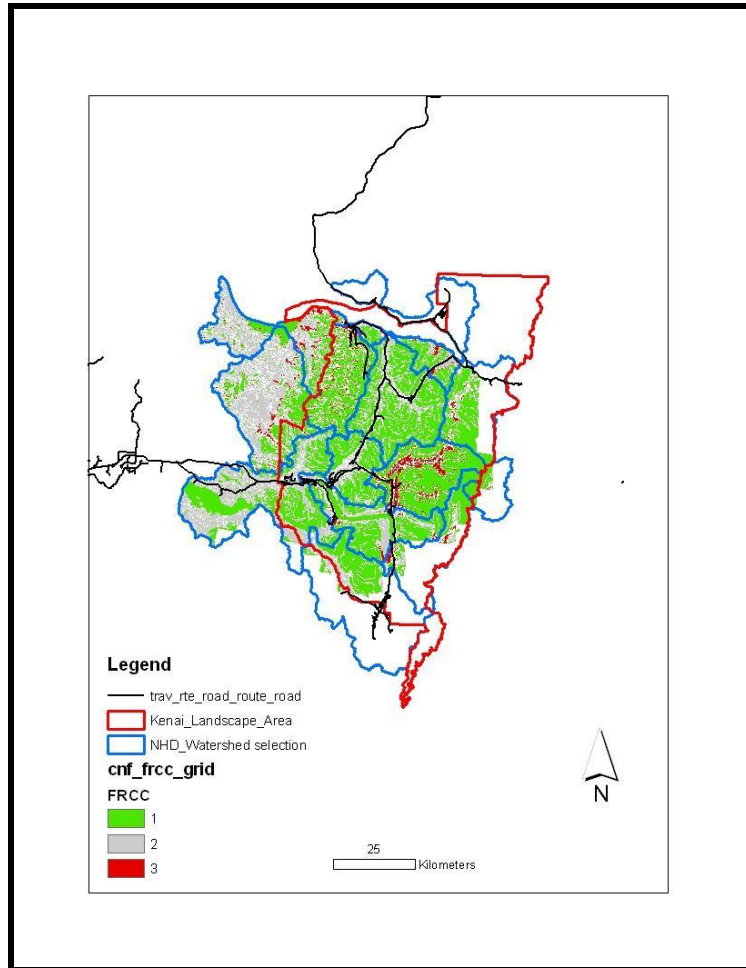 Legend
trav_rte_road_route_road
Kenai_Landscape_Area
NHD_Watershed selection
cnf_frcc_grid
FRCC
1
2
3
25
Kilometers
N